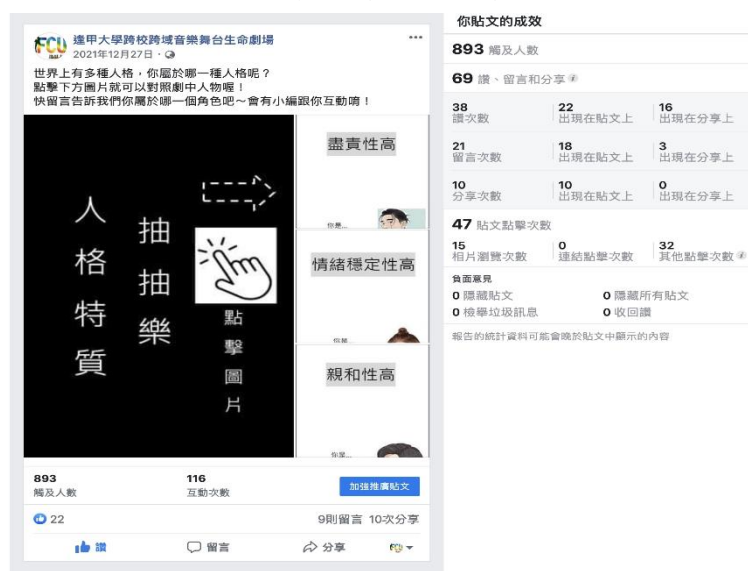 逢甲大學跨校跨域音樂舞台生命劇場
2021年12月27日
世界上有多種人格，你屬於哪一種人格呢？
點擊下方圖片就可以對照劇中人物喔！
快留言告訴我們你屬於哪一個角色吧～會有小編跟你互動唷！
人格特質
抽抽樂
點擊圖片
盡責性高
你是...
情緒穩定性高
你是...
親和性高
你是...
893
觸及人數
116
互動次數
加強推廣貼文
22
9則留言 10次分享
讚
留言
分享
你貼文的成效
893 觸及人數
69 讚、留言和分享
38
讚次數
22
出現在貼文上
16
出現在分享上
21
留言次數
18
出現在貼文上
3
出現在分享上
10
分享次數
10
出現在貼文上
0
出現在分享上
47 貼文點擊次數
15
相片瀏覽次數
0
連結點擊次數
32
其他點擊次數
負面意見
0 隱藏貼文
0 隱藏所有貼文
0 檢舉垃圾訊息
0 收回讚
報告的統計資料可能會晚於貼文中顯示的內容